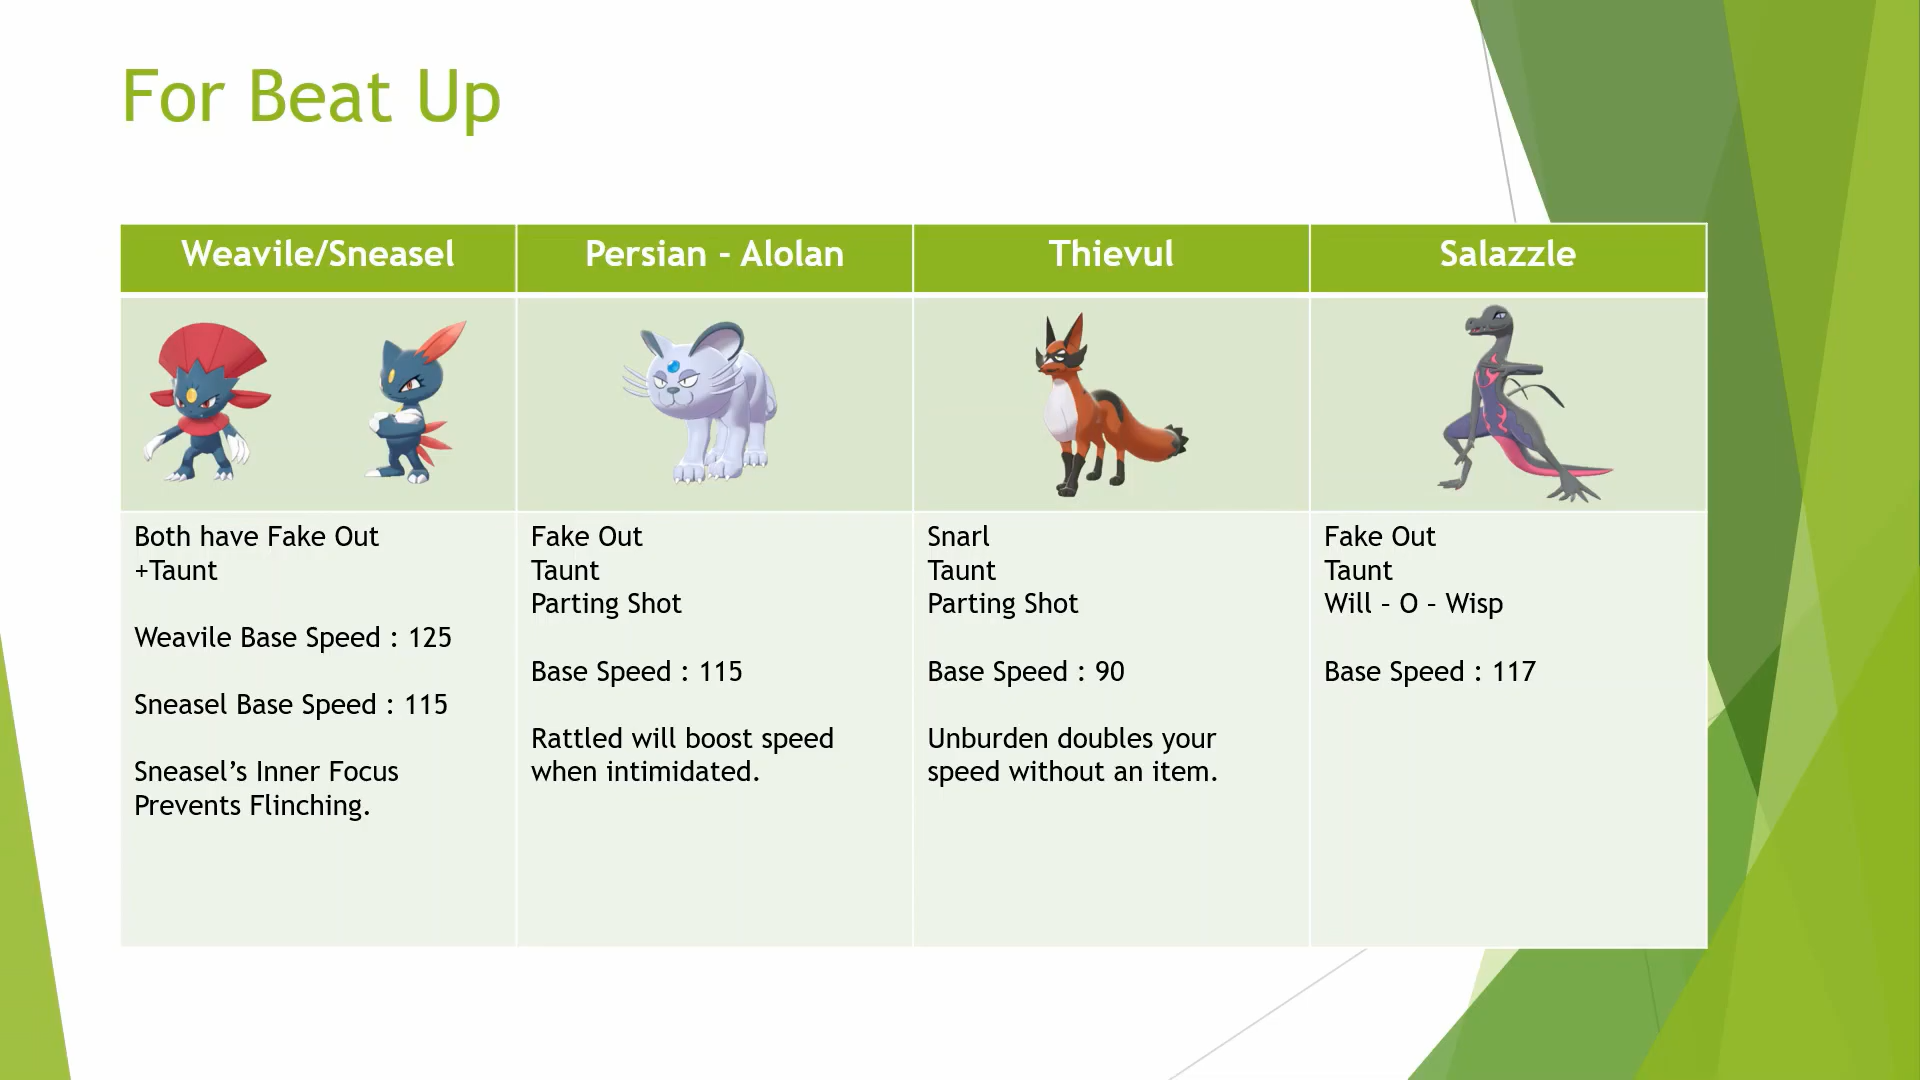 For Beat Up
Weavile/Sneasel
Persian - Alolan
Thievul
Salazzle
Both have Fake Out
+Taunt
Weavile Base Speed : 125
Sneasel Base Speed : 115
Sneasel’s Inner Focus
Prevents Flinching.
Fake Out
Taunt
Parting Shot
Base Speed : 115
Rattled will boost speed
when intimidated.
Snarl
Taunt
Parting Shot
Base Speed : 90
Unburden doubles your
speed without an item.
Fake Out
Taunt
Will – O – Wisp
Base Speed : 117